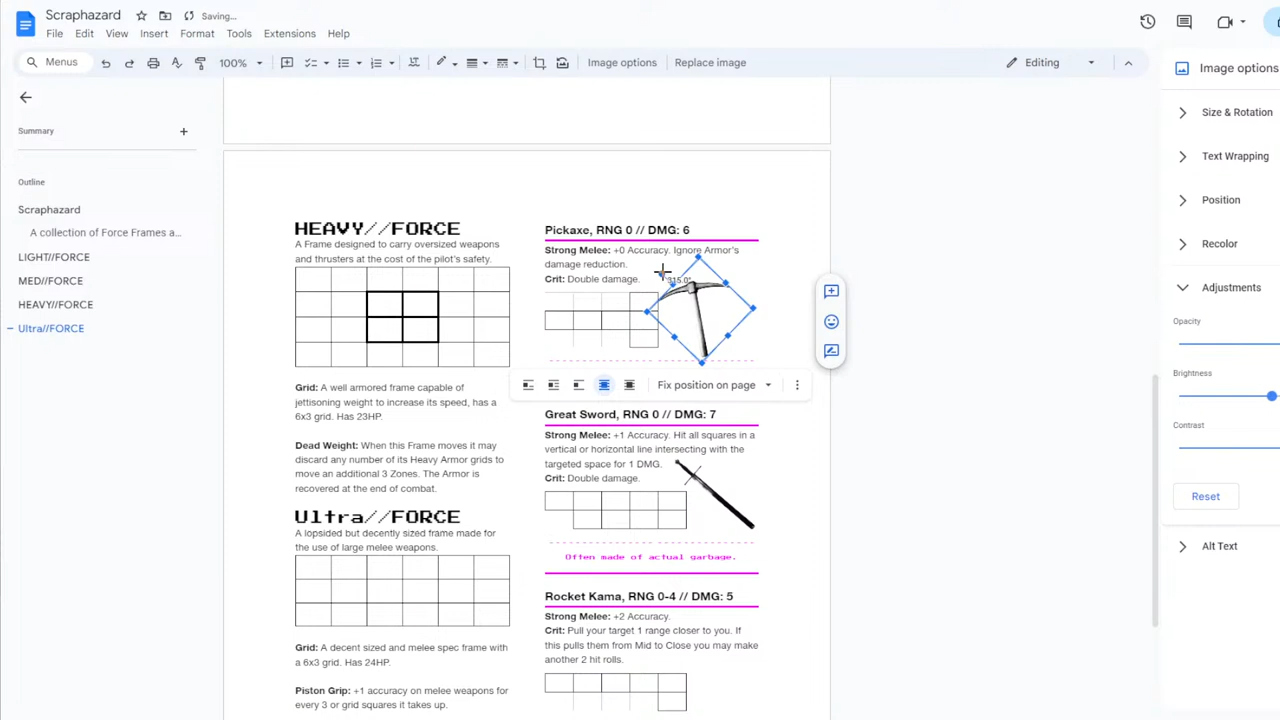 Scraphazard
Saving...
File Edit View Insert Format Tools Extensions Help
Menus
100%
Image options
Replace image
Editing
Image options
Summary
Outline
Scraphazard
A collection of Force Frames a...
LIGHT//FORCE
MED//FORCE
HEAVY//FORCE
Ultra//FORCE
HEAVY//FORCE
A Frame designed to carry oversized weapons
and thrusters at the cost of the pilot's safety.
Grid: A well armored frame capable of
jettisoning weight to increase its speed, has a
6x3 grid. Has 23HP.
Dead Weight: When this Frame moves it may
discard any number of its Heavy Armor grids to
move an additional 3 Zones. The Armor is
recovered at the end of combat.
Ultra//FORCE
A lopsided but decently sized frame made for
the use of large melee weapons.
Grid: A decent sized and melee spec frame with
a 6x3 grid. Has 24HP.
Piston Grip: +1 accuracy on melee weapons for
every 3 or grid squares it takes up.
Pickaxe, RNG 0 // DMG: 6
Strong Melee: +0 Accuracy. Ignore Armor's
damage reduction.
Crit: Double damage.
315.0°
Fix position on page
Great Sword, RNG 0 // DMG: 7
Strong Melee: +1 Accuracy. Hit all squares in a
vertical or horizontal line intersecting with the
targeted space for 1 DMG.
Crit: Double damage.
Often made of actual garbage.
Rocket Kama, RNG 0-4 // DMG: 5
Strong Melee: +2 Accuracy.
Crit: Pull your target 1 range closer to you. If
this pulls them from Mid to Close you may make
another 2 hit rolls.
Size & Rotation
Text Wrapping
Position
Recolor
Adjustments
Opacity
Brightness
Contrast
Reset
Alt Text